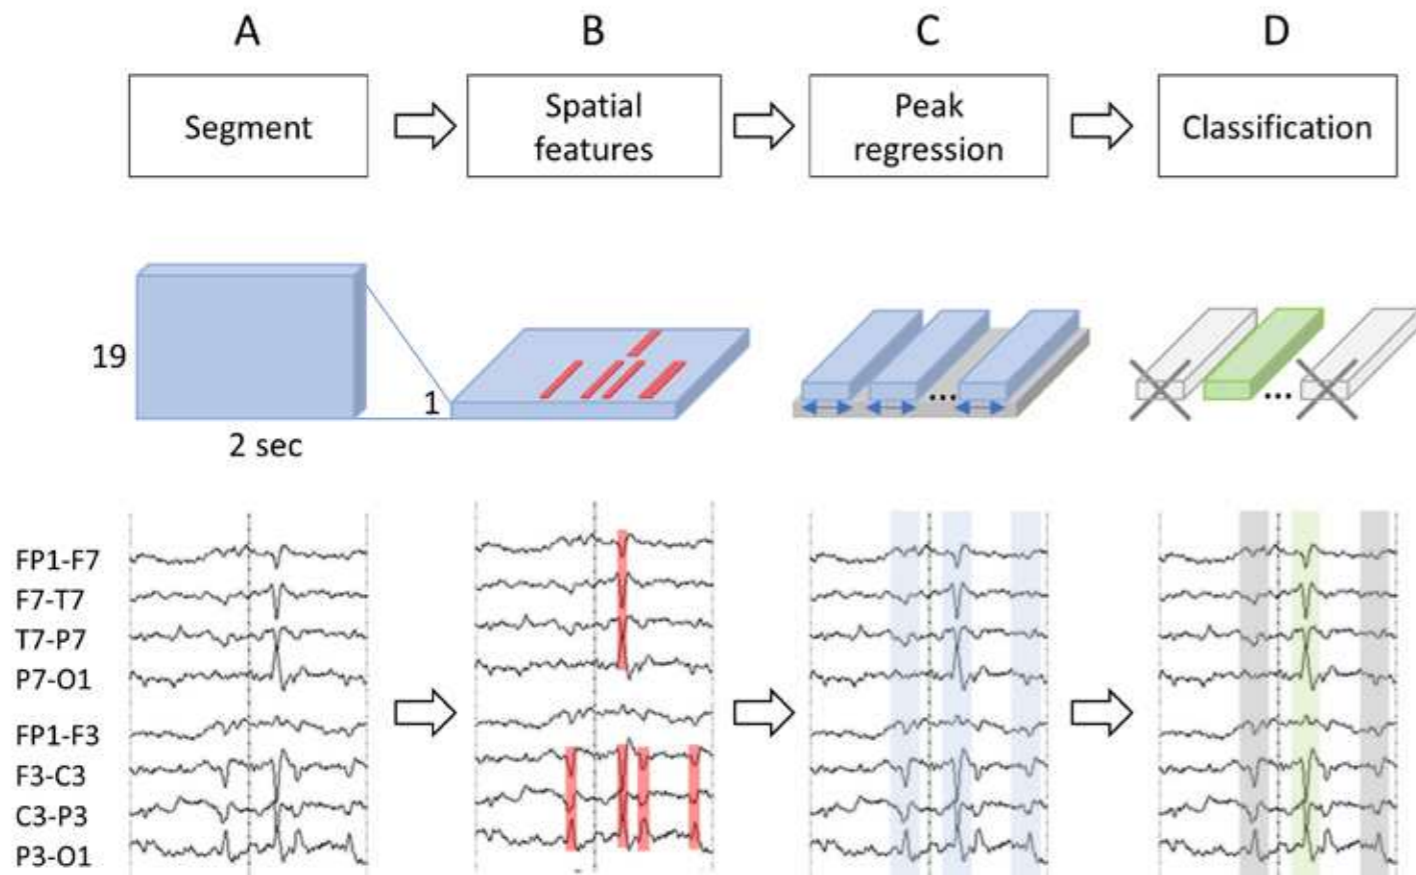 A
B
C
D
Segment
Spatial
features
Peak
regression
Classification
19
2 sec
1
...
...
FP1-F7
F7-T7
T7-P7
P7-O1
FP1-F3
F3-C3
C3-P3
P3-O1